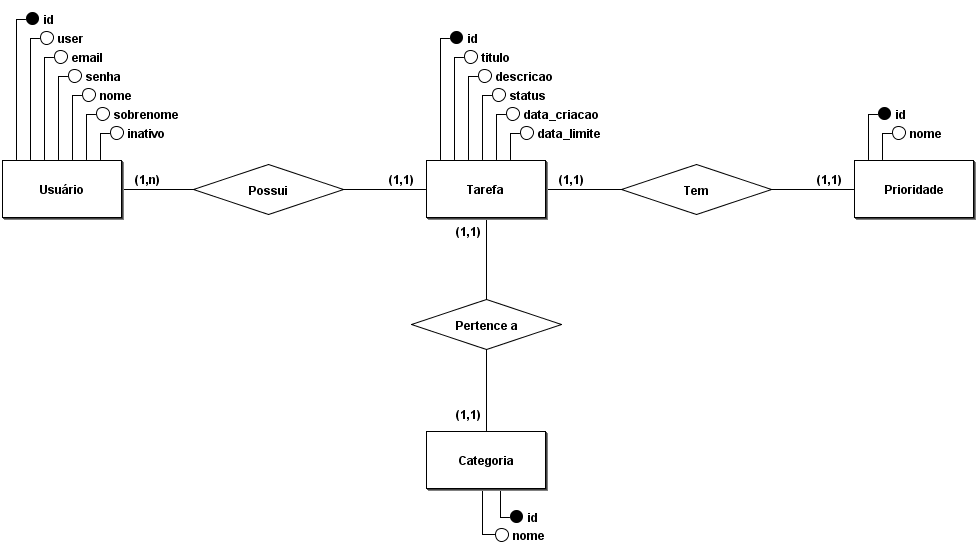 id
user
email
senha
nome
sobrenome
inativo
Usuário
(1,n)
Possui
(1,1)
id
titulo
descricao
status
data_criacao
data_limite
Tarefa
(1,1)
Tem
(1,1)
id
nome
Prioridade
(1,1)
Pertence a
(1,1)
Categoria
id
nome